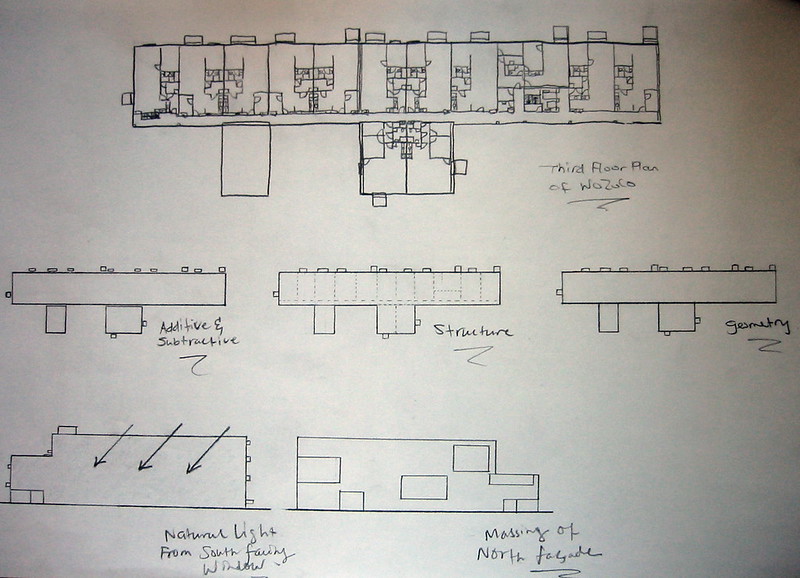 Third Floor Plan
of WoZoCo
Additive &
Subtractive
Structure
Geometry
Natural Light
From South facing
Window
Massing of
North façade